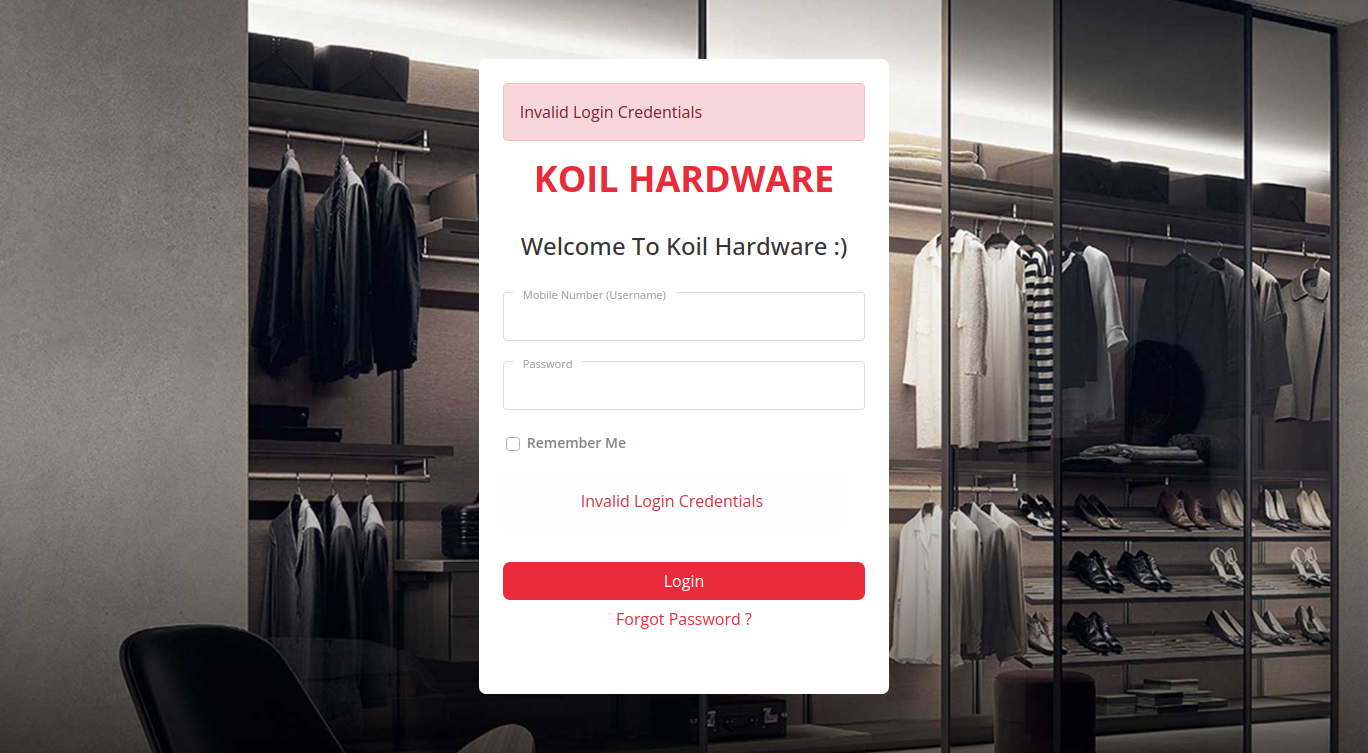 Invalid Login Credentials
KOIL HARDWARE
Welcome To Koil Hardware :)
Mobile Number (Username)
Password
Remember Me
Invalid Login Credentials
Login
Forgot Password ?